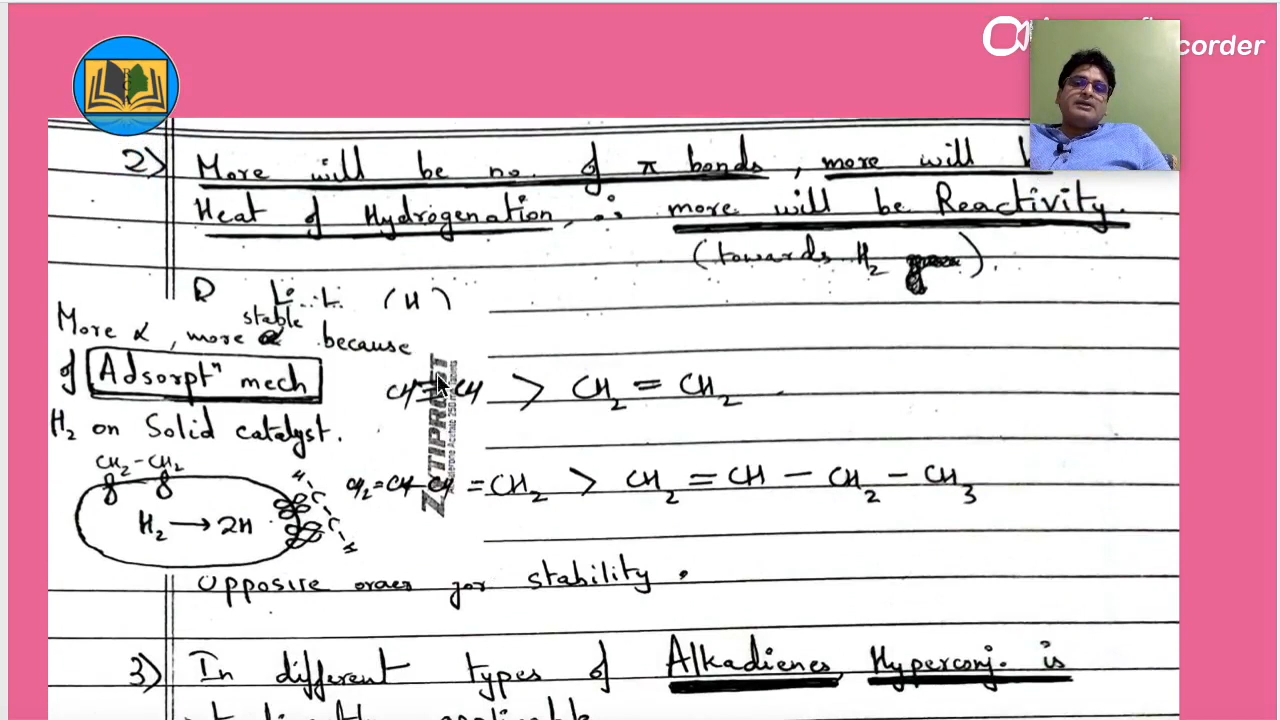 corder
2) More will be no. of π bonds, more will
Heat of Hydrogenation, ∴ more will be Reactivity.
(towards H2 ).
(H)
More α, more stable because
of Adsorptⁿ mech
H2 on Solid catalyst.
CH≡CH > CH2 = CH2
CH2-CH2
CH2=CH-CH=CH2 > CH2 = CH - CH2 - CH3
H2 → 2H
Opposite order for stability.
3) In different types of Alkadienes, Hyperconj. is